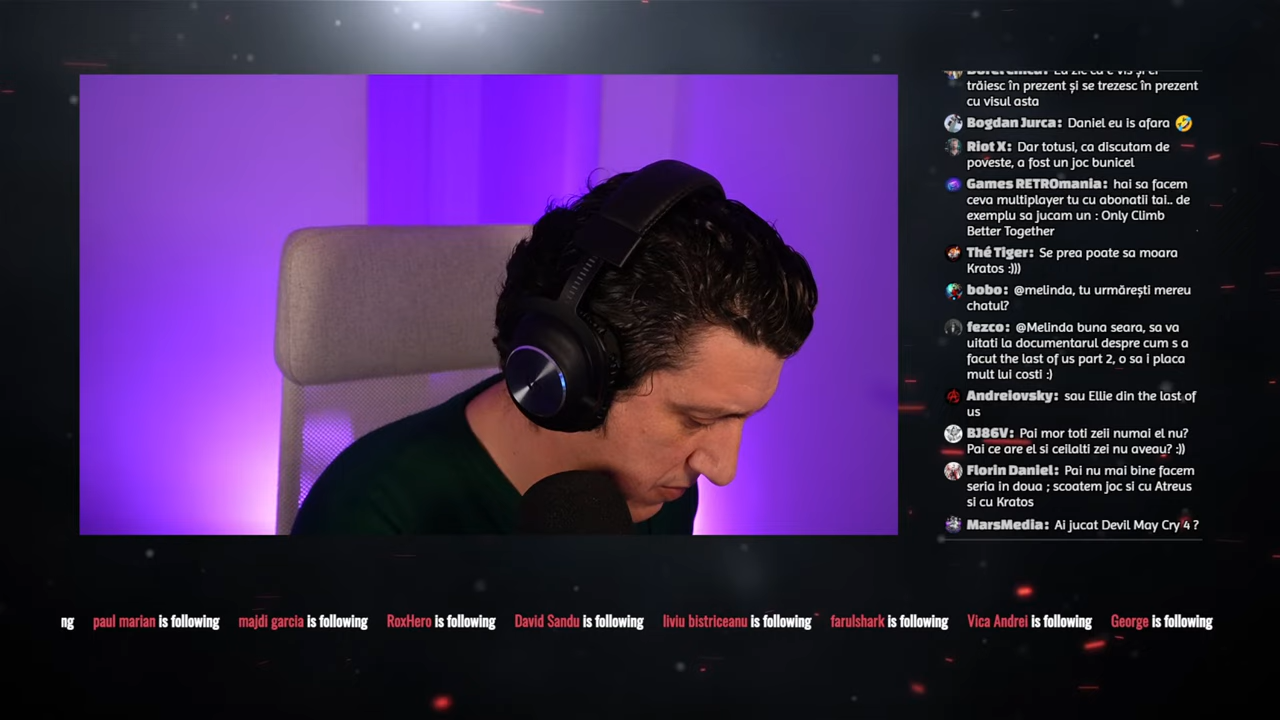 trăiesc în prezent și se trezesc în prezent
cu visul asta
Bogdan Jurca: Daniel eu is afara 🤣
Riot X: Dar totusi, ca discutam de
poveste, a fost un joc bunicel
Games RETROmania: hai sa facem
ceva multiplayer tu cu abonatii tai.. de
exemplu sa jucam un : Only Climb
Better Together
Thé Tiger: Se prea poate sa moara
Kratos :)))
bobo: @melinda, tu urmărești mereu
chatul?
fezco: @Melinda buna seara, sa va
uitati la documentarul despre cum s a
facut the last of us part 2, o sa i placa
mult lui costi :)
Andreiovsky: sau Ellie din the last of
us
BJ86V: Pai mor toti zeii numai el nu?
Pai ce are el si ceilalti zei nu aveau? :))
Florin Daniel: Pai nu mai bine facem
seria in doua ; scoatem joc si cu Atreus
si cu Kratos
MarsMedia: Ai jucat Devil May Cry 4 ?
ng paul marian is following majdi garcia is following RoxHero is following David Sandu is following liviu bistriceanu is following farulshark is following Vica Andrei is following George is following